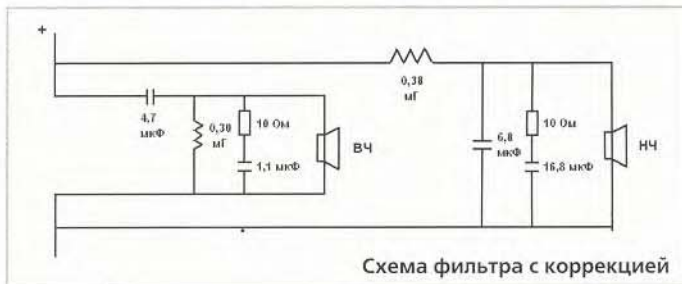 +
0,38
мГ
4,7
мкФ
0,30
мГ
10 Ом
1,1 мкФ
ВЧ
6,8
мкФ
10 Ом
16,8 мкФ
НЧ
Схема фильтра с коррекцией